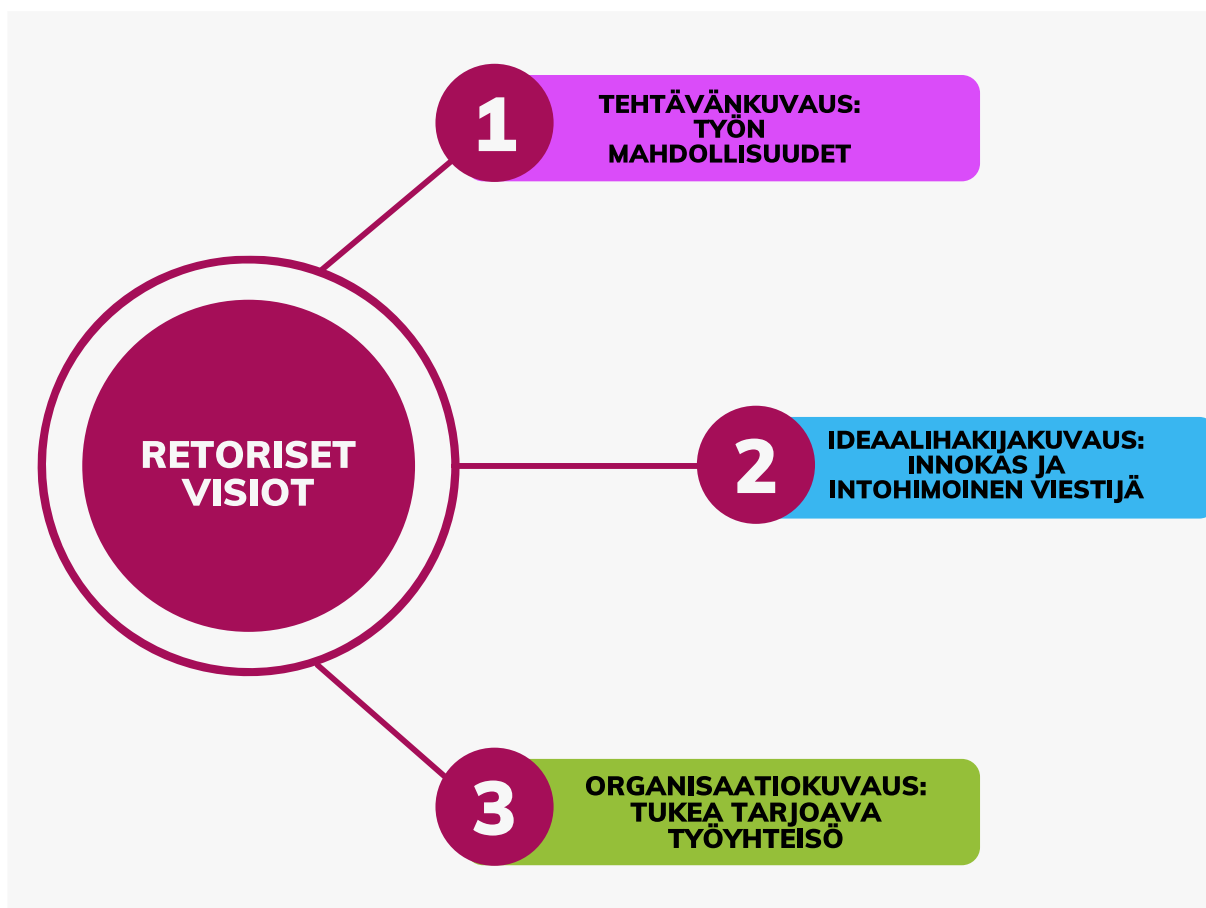 1
TEHTÄVÄNKUVAUS:
TYÖN
MAHDOLLISUUDET
RETORISET
VISIOT
2
IDEAALIHAKIJAKUVAUS:
INNOKAS JA
INTOHIMOINEN VIESTIJÄ
3
ORGANISAATIOKUVAUS:
TUKEA TARJOAVA
TYÖYHTEISÖ